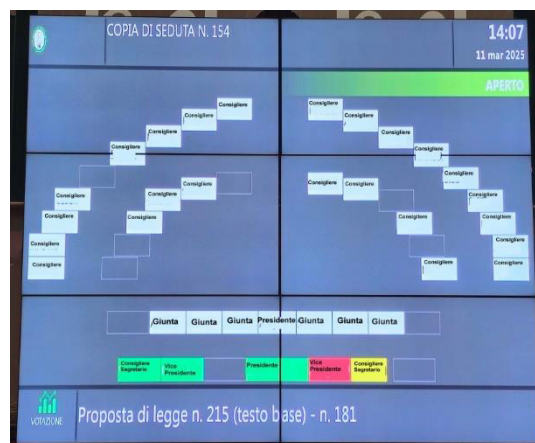 COPIA DI SEDUTA N. 154
14:07
11 mar 2025
APERTO
Consigliere Consigliere
Consigliere Consigliere
Consigliere Consigliere
Consigliere Consigliere
Consigliere
Consigliere Consigliere Consigliere
Consigliere Consigliere Consigliere Consigliere
Consigliere Consigliere Consigliere Consigliere
Consigliere Consigliere
Consigliere Consigliere Consigliere
Giunta Giunta Giunta Presidente Giunta Giunta Giunta
Consigliere Segretario
Vice Presidente
Presidente
Vice Presidente
Consigliere Segretario
VOTAZIONE
Proposta di legge n. 215 (testo base) - n. 181